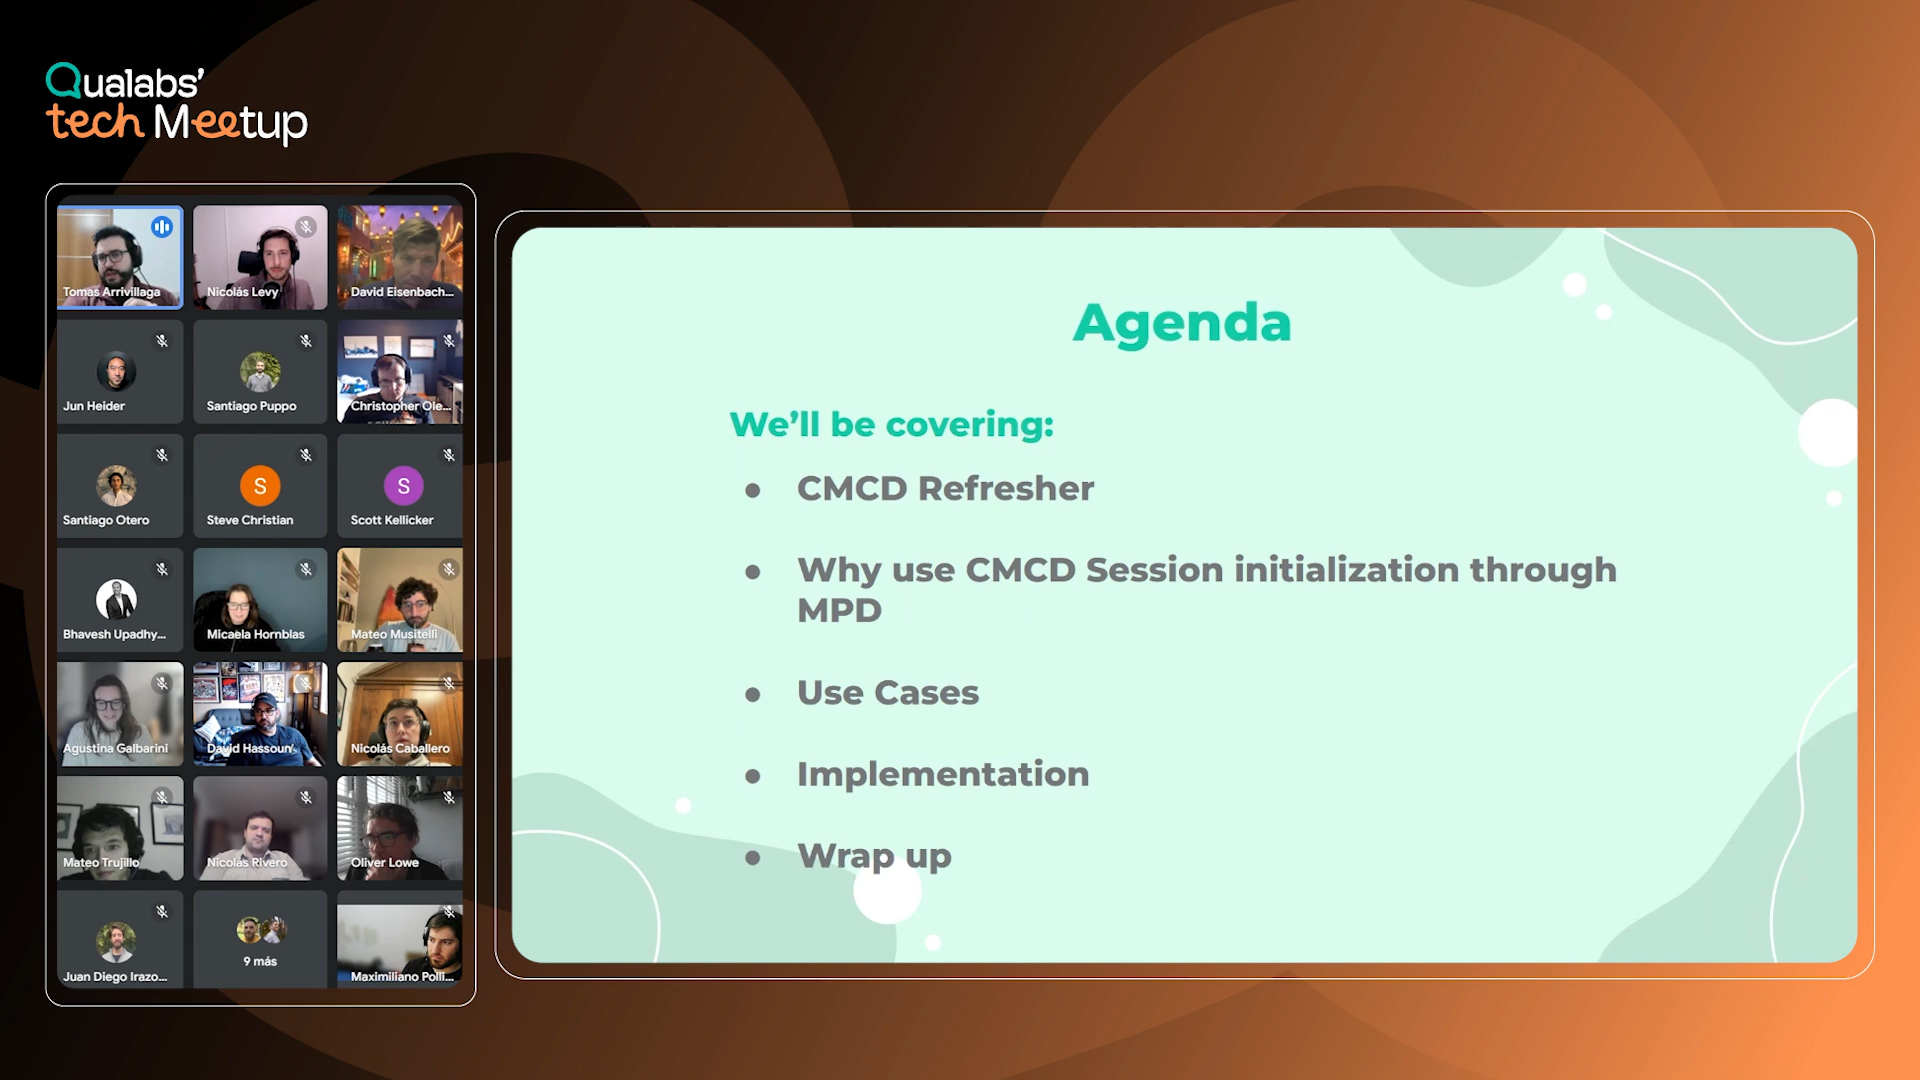 Qualabs'
tech Meetup
Tomas Arrivillaga
Nicolás Levy
David Eisenbach...
Jun Heider
Santiago Puppo
Christopher Ole...
Santiago Otero
S
Steve Christian
S
Scott Kellicker
Bhavesh Upadhy...
Micaela Hornblas
Mateo Musitelli
Agustina Galbarini
David Hassoun
Nicolás Caballero
Mateo Trujillo
Nicolás Rivero
Oliver Lowe
Juan Diego Irazo...
9 más
Maximiliano Polli...
Agenda
We'll be covering:
● CMCD Refresher
● Why use CMCD Session initialization through
MPD
● Use Cases
● Implementation
● Wrap up